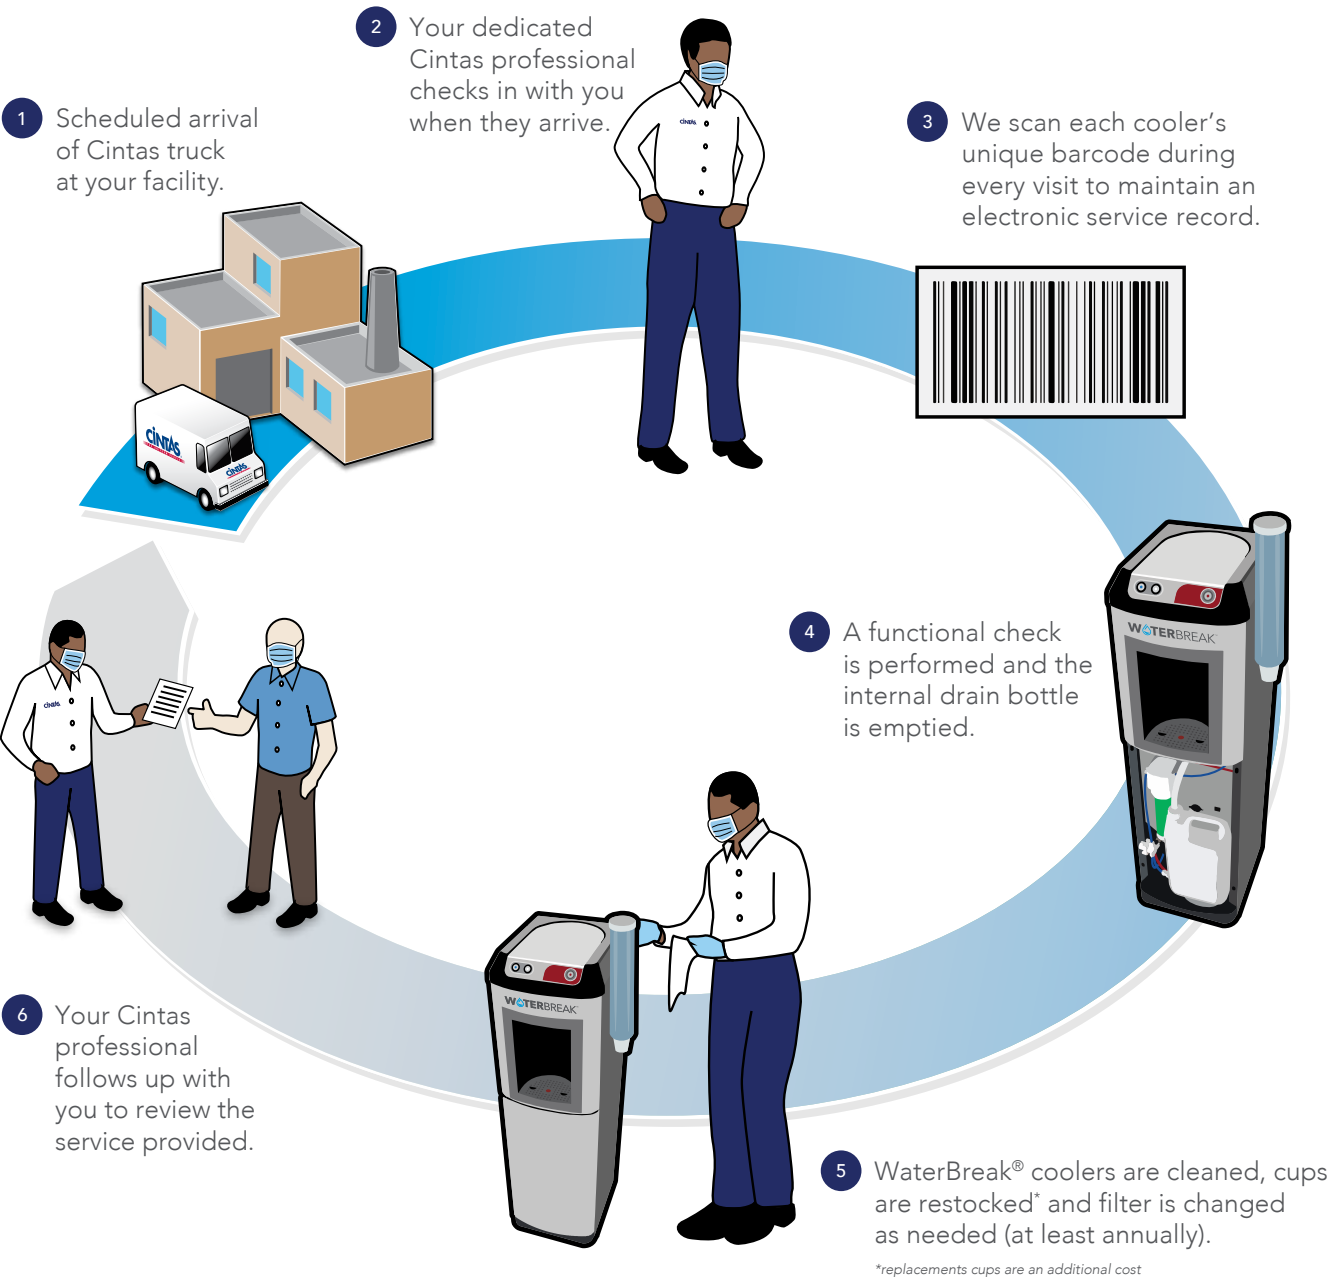 1
Scheduled arrival
of Cintas truck
at your facility.
CINTAS
CINTAS
2
Your dedicated
Cintas professional
checks in with you
when they arrive.
CINTAS
3
We scan each cooler's
unique barcode during
every visit to maintain an
electronic service record.
4
A functional check
is performed and the
internal drain bottle
is emptied.
WATERBREAK
5
WaterBreak® coolers are cleaned, cups
are restocked* and filter is changed
as needed (at least annually).
*replacements cups are an additional cost
WATERBREAK
6
Your Cintas
professional
follows up with
you to review the
service provided.
CINTAS